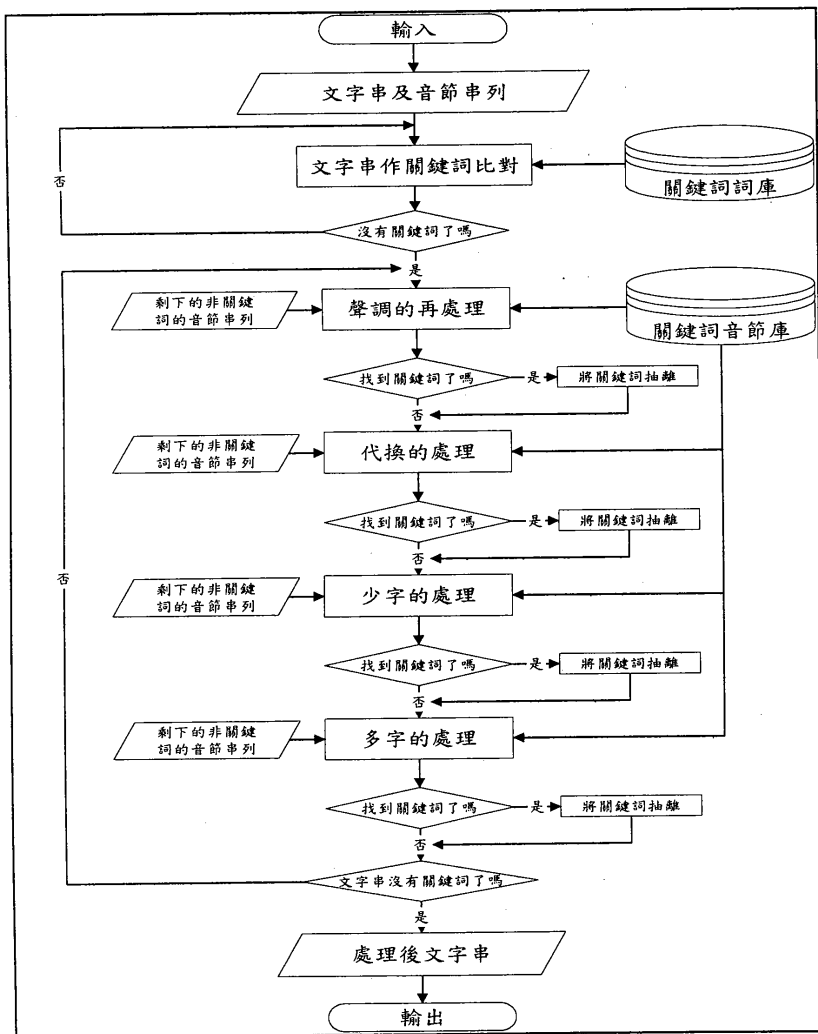 輸入
文字串及音節串列
文字串作關鍵詞比對
關鍵詞詞庫
否
沒有關鍵詞了嗎
是
剩下的非關鍵
詞的音節串列
聲調的再處理
關鍵詞音節庫
找到關鍵詞了嗎
是
將關鍵詞抽離
否
剩下的非關鍵
詞的音節串列
代換的處理
找到關鍵詞了嗎
是
將關鍵詞抽離
否
否
剩下的非關鍵
詞的音節串列
少字的處理
找到關鍵詞了嗎
是
將關鍵詞抽離
否
剩下的非關鍵
詞的音節串列
多字的處理
找到關鍵詞了嗎
是
將關鍵詞抽離
否
文字串沒有關鍵詞了嗎
是
處理後文字串
輸出